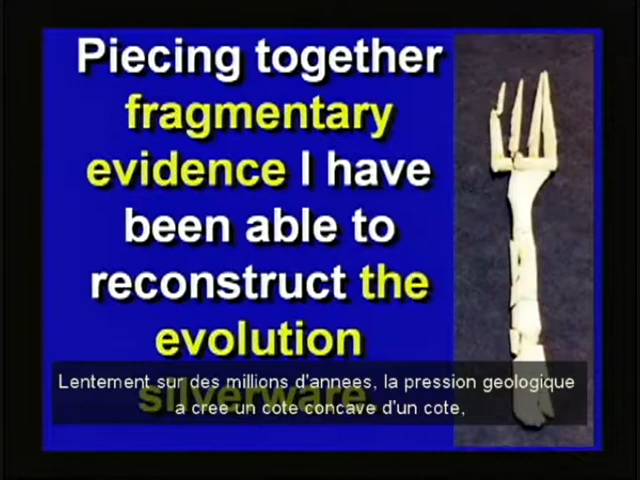 Piecing together
fragmentary
evidence I have
been able to
reconstruct the
evolution
silverware.
Lentement sur des millions d'annees, la pression geologique
a cree un cote concave d'un cote,